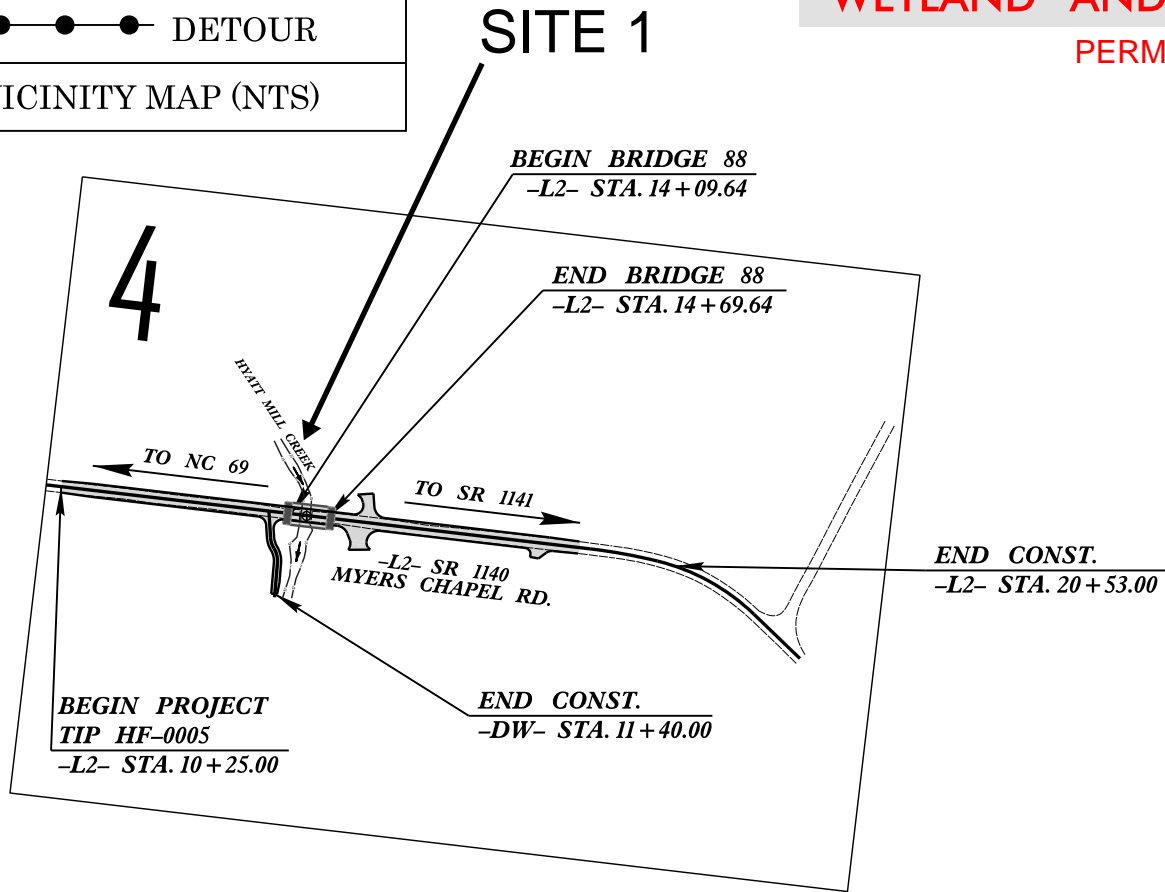 DETOUR
VICINITY MAP (NTS)
SITE 1
WETLAND AND
PERM
BEGIN BRIDGE 88
-L2- STA. 14+09.64
END BRIDGE 88
-L2- STA. 14+69.64
4
HYATT MILL CREEK
TO NC 69
TO SR 1141
-L2- SR 1140
MYERS CHAPEL RD.
END CONST.
-L2- STA. 20+53.00
BEGIN PROJECT
TIP HF-0005
-L2- STA. 10+25.00
END CONST.
-DW- STA. 11+40.00